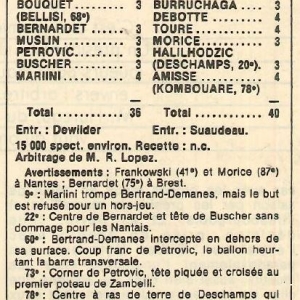 BOUQUET ........ 3 BURRUCHAGA .... 3
(BELLISI, 68e) DEBOTTE ........... 4
BERNARDET ..... 3 TOURE ............... 4
MUSLIN .......... 3 MORICE .............. 3
PETROVIC ........ 3 HALILHODZIC
BUSCHER ......... 3 (DESCHAMPS, 20e). 3
MARIINI ........... 4 AMISSE ............. 4
(KOMBOUARE, 78e)
Total ............. 36 Total ............. 40
Entr. : Dewilder Entr. : Suaudeau.
15 000 spect. environ. Recette : n.c.
Arbitrage de M. R. Lopez.
Avertissements : Frankowski (41e) et Morice (87e)
à Nantes ; Bernardet (75e) à Brest.
9e : Mariini trompe Bertrand-Demanes, mais le but
est refusé pour un hors-jeu.
22e : Centre de Bernardet et tête de Buscher sans
dommage pour les Nantais.
60e : Bertrand-Demanes intercepte en dehors de
sa surface. Coup franc de Petrovic, le ballon heur-
tant la barre transversale.
73e : Corner de Petrovic, tête piquée et croisée au
premier poteau de Zambelli.
78e : Centre à ras de terre de Deschamps qui